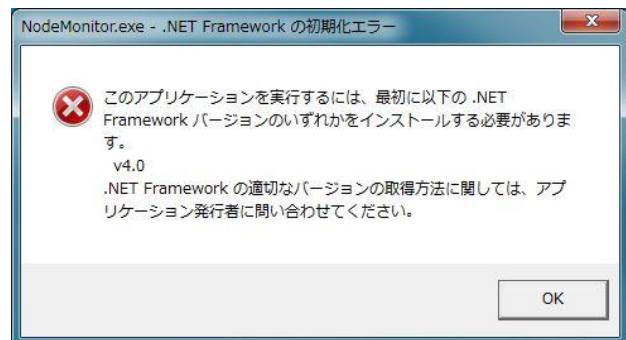 NodeMonitor.exe - .NET Framework の初期化エラー
このアプリケーションを実行するには、最初に以下の .NET
Framework バージョンのいずれかをインストールする必要がありま
す。
v4.0
.NET Framework の適切なバージョンの取得方法に関しては、アプ
リケーション発行者に問い合わせてください。
OK